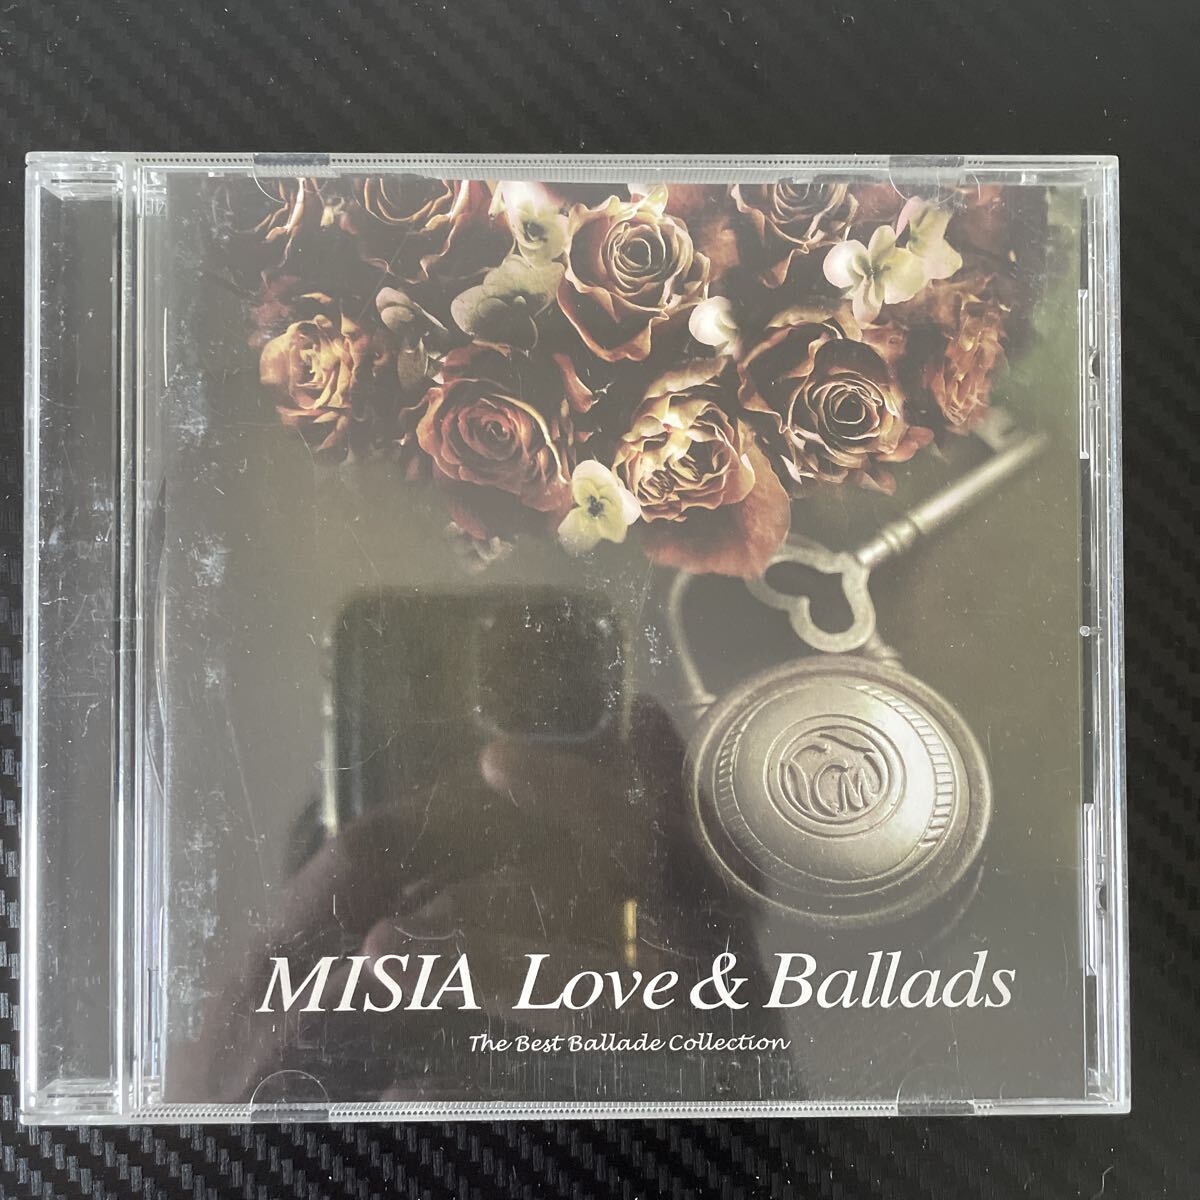 MISIA Love & Ballads
The Best Ballade Collection